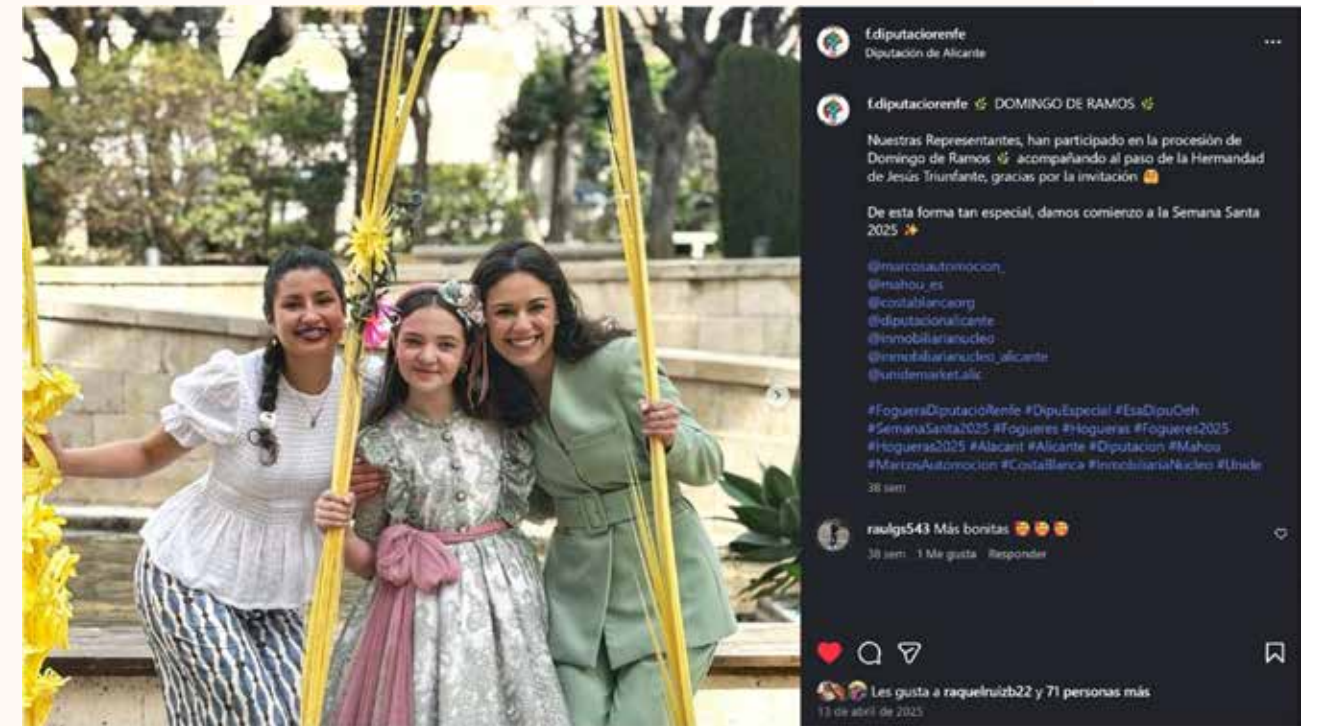 f.diputaciorenfe
Diputación de Alicante
f.diputaciorenfe 🌿 DOMINGO DE RAMOS 🌿
Nuestras Representantes, han participado en la procesión de
Domingo de Ramos 🌿 acompañando al paso de la Hermandad
de Jesús Triunfante, gracias por la invitación 🤗
De esta forma tan especial, damos comienzo a la Semana Santa
2025 ✨
@marcosautomocion_
@mahou_es
@costablancaorg
@diputacionalicante
@inmobiliarianucleo
@inmobiliarianucleo_alicante
@unidemarket.alc
#FogueraDiputacióRenfe #DipuEspecial #EsaDipuOeh
#SemanaSanta2025 #Fogueres #Hogueras #Fogueres2025
#Hogueras2025 #Alacant #Alicante #Diputacion #Mahou
#MarcosAutomocion #CostaBlanca #InmobiliariaNucleo #Unide
38 sem
raulgs543 Más bonitas 🥰🥰🥰
38 sem 1 Me gusta Responder
Les gusta a raquelruizb22 y 71 personas más
13 de abril de 2025